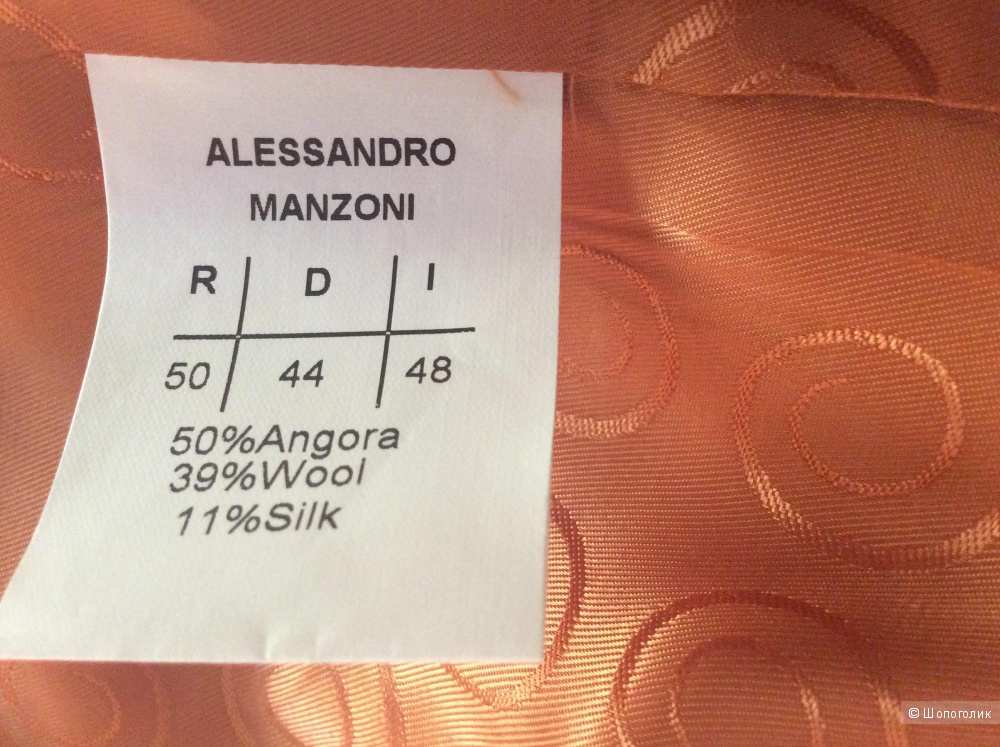 ALESSANDRO
MANZONI
R D I
50 44 48
50%Angora
39%Wool
11%Silk
© Шопоголик